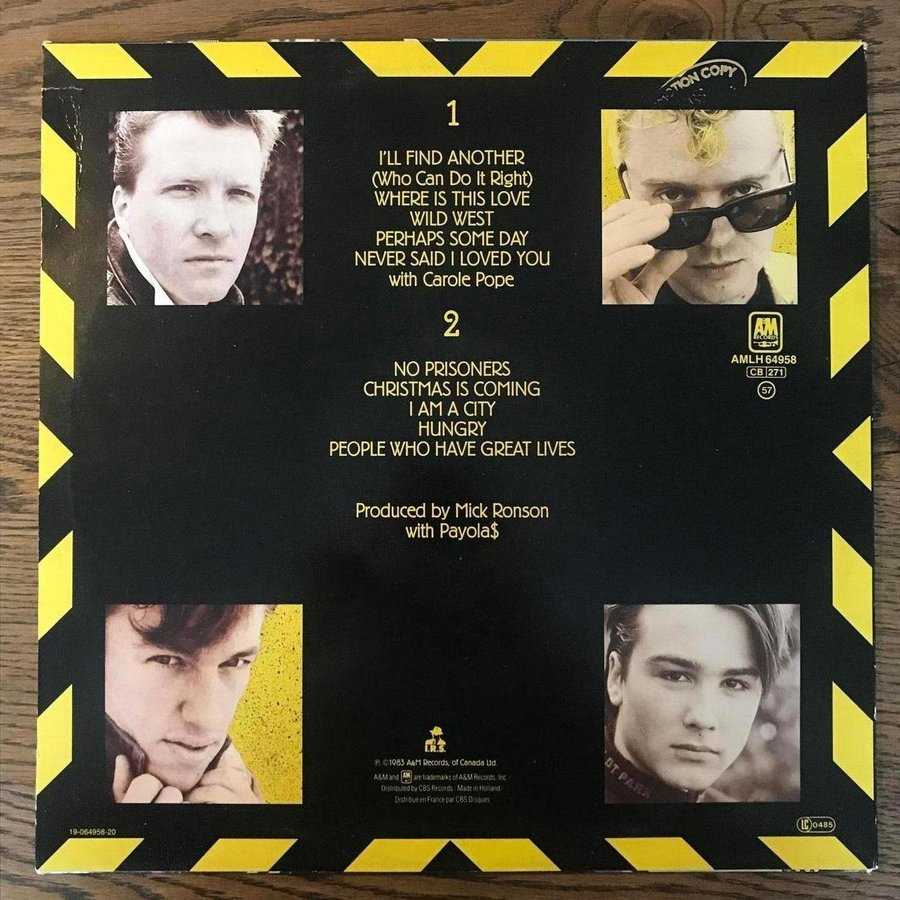 TION COPY
1
I'LL FIND ANOTHER
(Who Can Do It Right)
WHERE IS THIS LOVE
WILD WEST
PERHAPS SOME DAY
NEVER SAID I LOVED YOU
with Carole Pope
2
NO PRISONERS
CHRISTMAS IS COMING
I AM A CITY
HUNGRY
PEOPLE WHO HAVE GREAT LIVES
A&M
RECORDS
AMLH 64958
CB 271
57
Produced by Mick Ronson
with Payola$
I.R.S.
℗ ©1983 A&M Records, of Canada Ltd.
A&M and A&M are trademarks of A&M Records, Inc.
Distributed by CBS Records · Made in Holland
Distribué en France par CBS Disques
19-064958-20
LC 0485